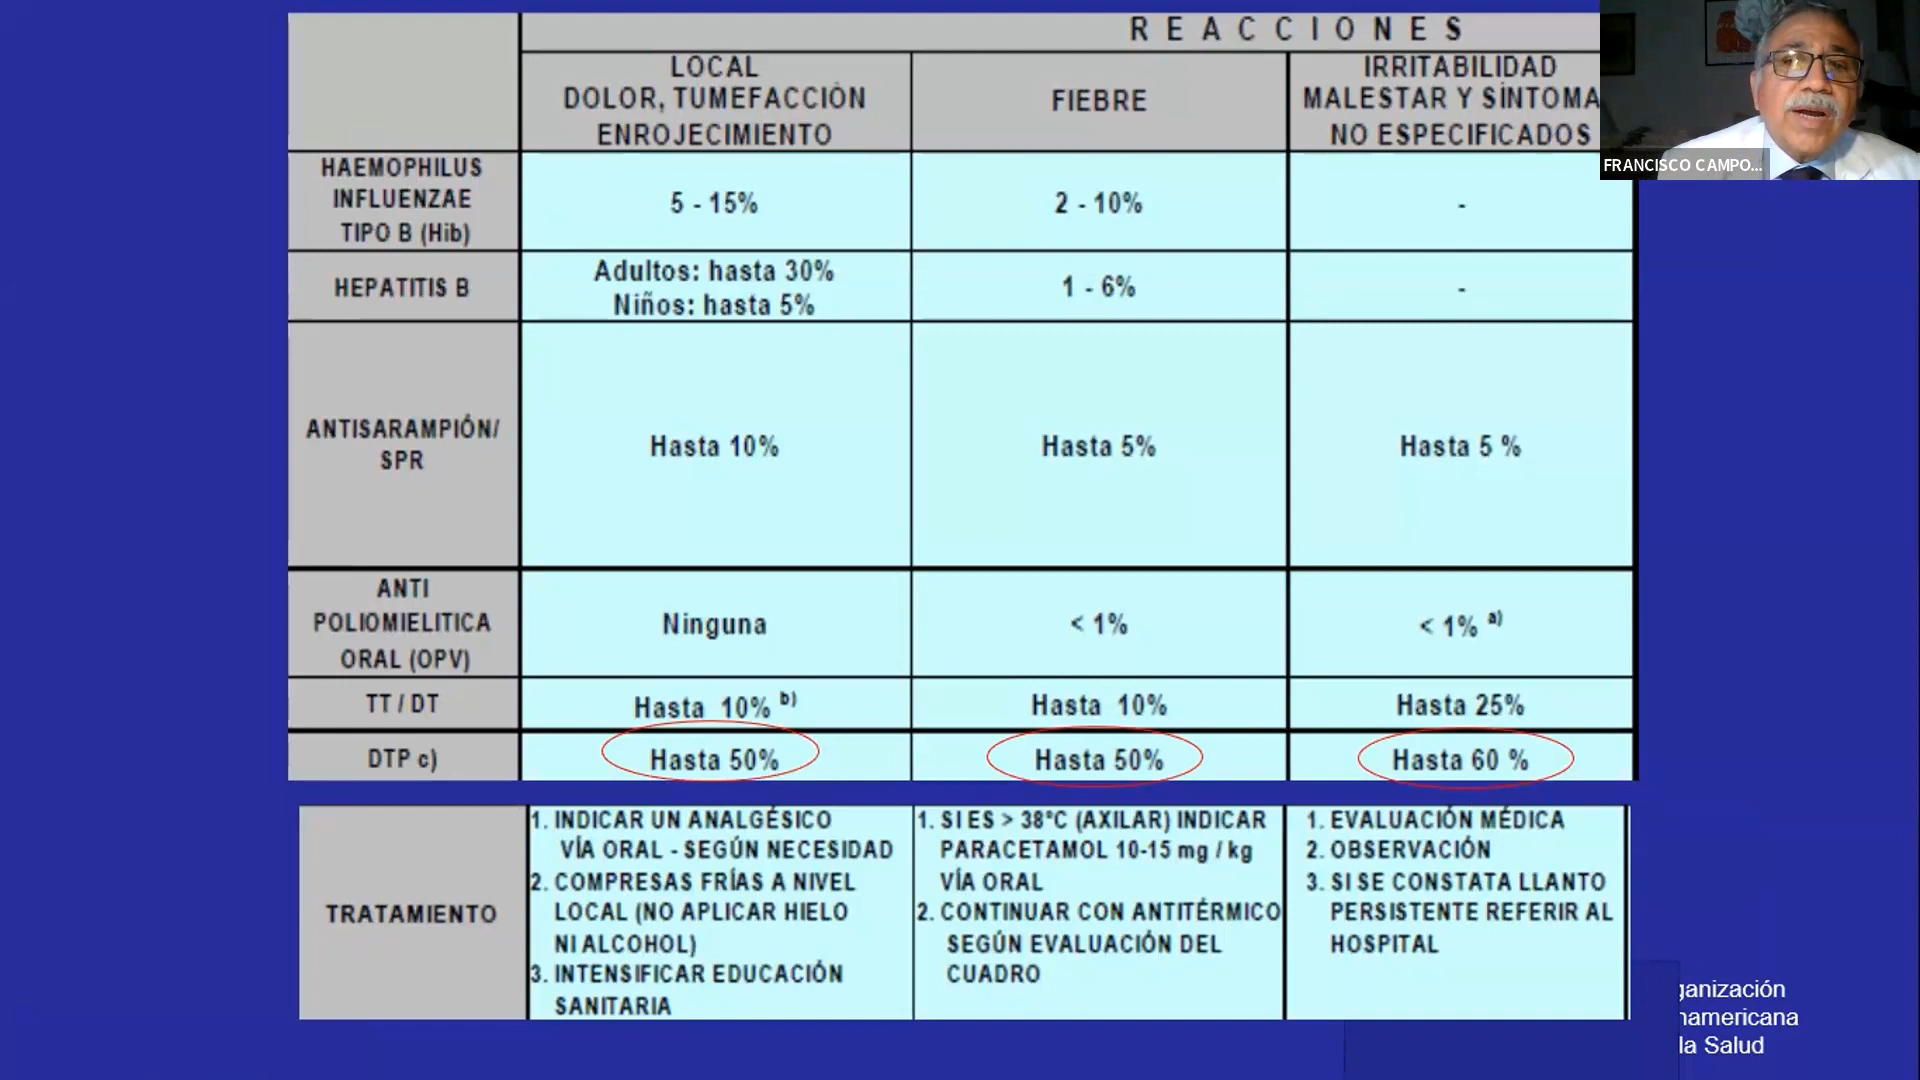 REACCIONES
LOCAL
DOLOR, TUMEFACCIÓN
ENROJECIMIENTO
FIEBRE
IRRITABILIDAD
MALESTAR Y SÍNTOMA
NO ESPECIFICADOS
FRANCISCO CAMPO...
HAEMOPHILUS
INFLUENZAE
TIPO B (Hib)
5 - 15%
2 - 10%
-
HEPATITIS B
Adultos: hasta 30%
Niños: hasta 5%
1 - 6%
-
ANTISARAMPIÓN/
SPR
Hasta 10%
Hasta 5%
Hasta 5 %
ANTI
POLIOMIELITICA
ORAL (OPV)
Ninguna
< 1%
< 1% a)
TT / DT
Hasta 10% b)
Hasta 10%
Hasta 25%
DTP c)
Hasta 50%
Hasta 50%
Hasta 60 %
TRATAMIENTO
1. INDICAR UN ANALGÉSICO
VÍA ORAL - SEGÚN NECESIDAD
2. COMPRESAS FRÍAS A NIVEL
LOCAL (NO APLICAR HIELO
NI ALCOHOL)
3. INTENSIFICAR EDUCACIÓN
SANITARIA
1. SI ES > 38°C (AXILAR) INDICAR
PARACETAMOL 10-15 mg / kg
VÍA ORAL
2. CONTINUAR CON ANTITÉRMICO
SEGÚN EVALUACIÓN DEL
CUADRO
1. EVALUACIÓN MÉDICA
2. OBSERVACIÓN
3. SI SE CONSTATA LLANTO
PERSISTENTE REFERIR AL
HOSPITAL
ganización
namericana
la Salud